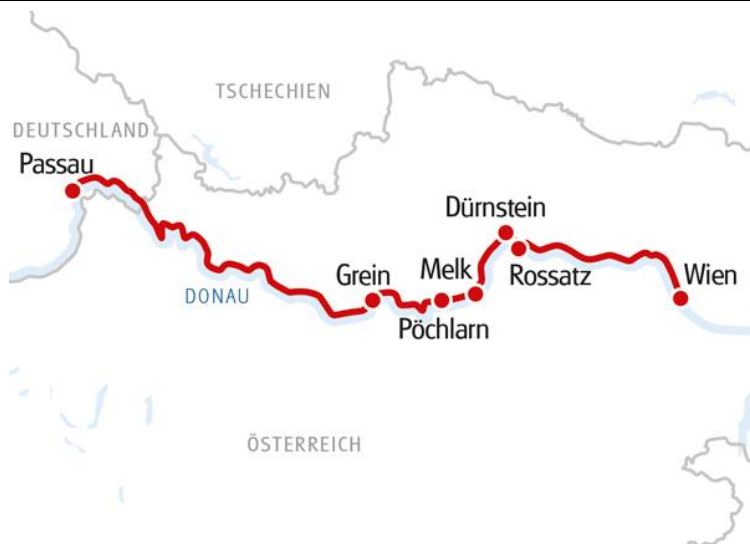 TSCHECHIEN
DEUTSCHLAND
Passau
Dürnstein
Grein
Melk
Rossatz
Wien
DONAU
Pöchlarn
ÖSTERREICH